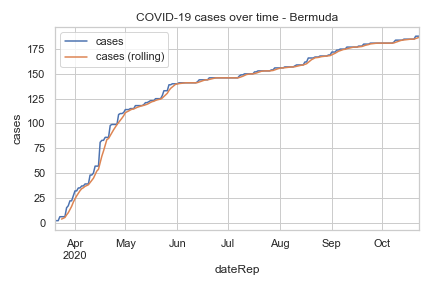 COVID-19 cases over time - Bermuda
cases
cases (rolling)
175
150
125
100
75
50
25
0
cases
Apr May Jun Jul Aug Sep Oct
2020
dateRep